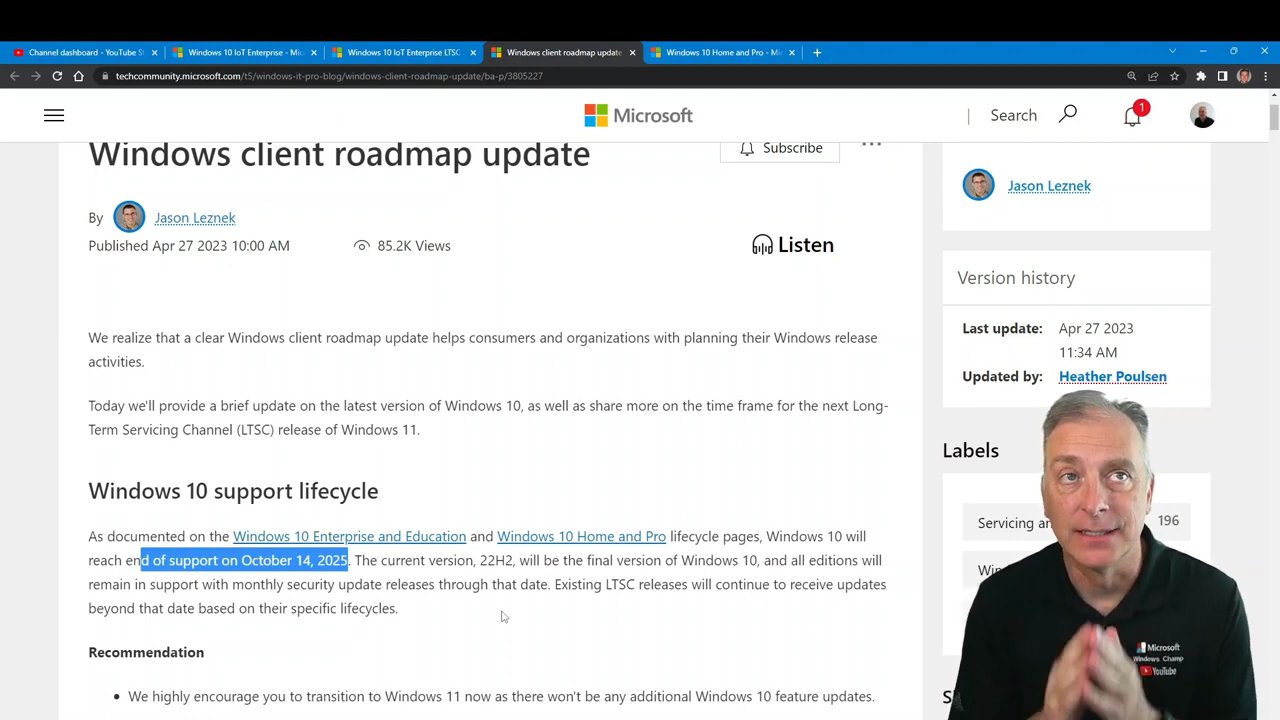 Channel dashboard - YouTube S
Windows 10 IoT Enterprise - Mic
Windows 10 IoT Enterprise LTSC
Windows client roadmap update
Windows 10 Home and Pro - Mi
techcommunity.microsoft.com/t5/windows-it-pro-blog/windows-client-roadmap-update/ba-p/3805227
Microsoft
Search
1
Windows client roadmap update
Subscribe
By Jason Leznek
Published Apr 27 2023 10:00 AM
85.2K Views
Listen
We realize that a clear Windows client roadmap update helps consumers and organizations with planning their Windows release
activities.
Today we'll provide a brief update on the latest version of Windows 10, as well as share more on the time frame for the next Long-
Term Servicing Channel (LTSC) release of Windows 11.
Windows 10 support lifecycle
As documented on the Windows 10 Enterprise and Education and Windows 10 Home and Pro lifecycle pages, Windows 10 will
reach end of support on October 14, 2025. The current version, 22H2, will be the final version of Windows 10, and all editions will
remain in support with monthly security update releases through that date. Existing LTSC releases will continue to receive updates
beyond that date based on their specific lifecycles.
Recommendation
• We highly encourage you to transition to Windows 11 now as there won't be any additional Windows 10 feature updates.
Jason Leznek
Version history
Last update: Apr 27 2023
11:34 AM
Updated by: Heather Poulsen
Labels
Servicing an
196
Win
Microsoft
Windows Champ
YouTube